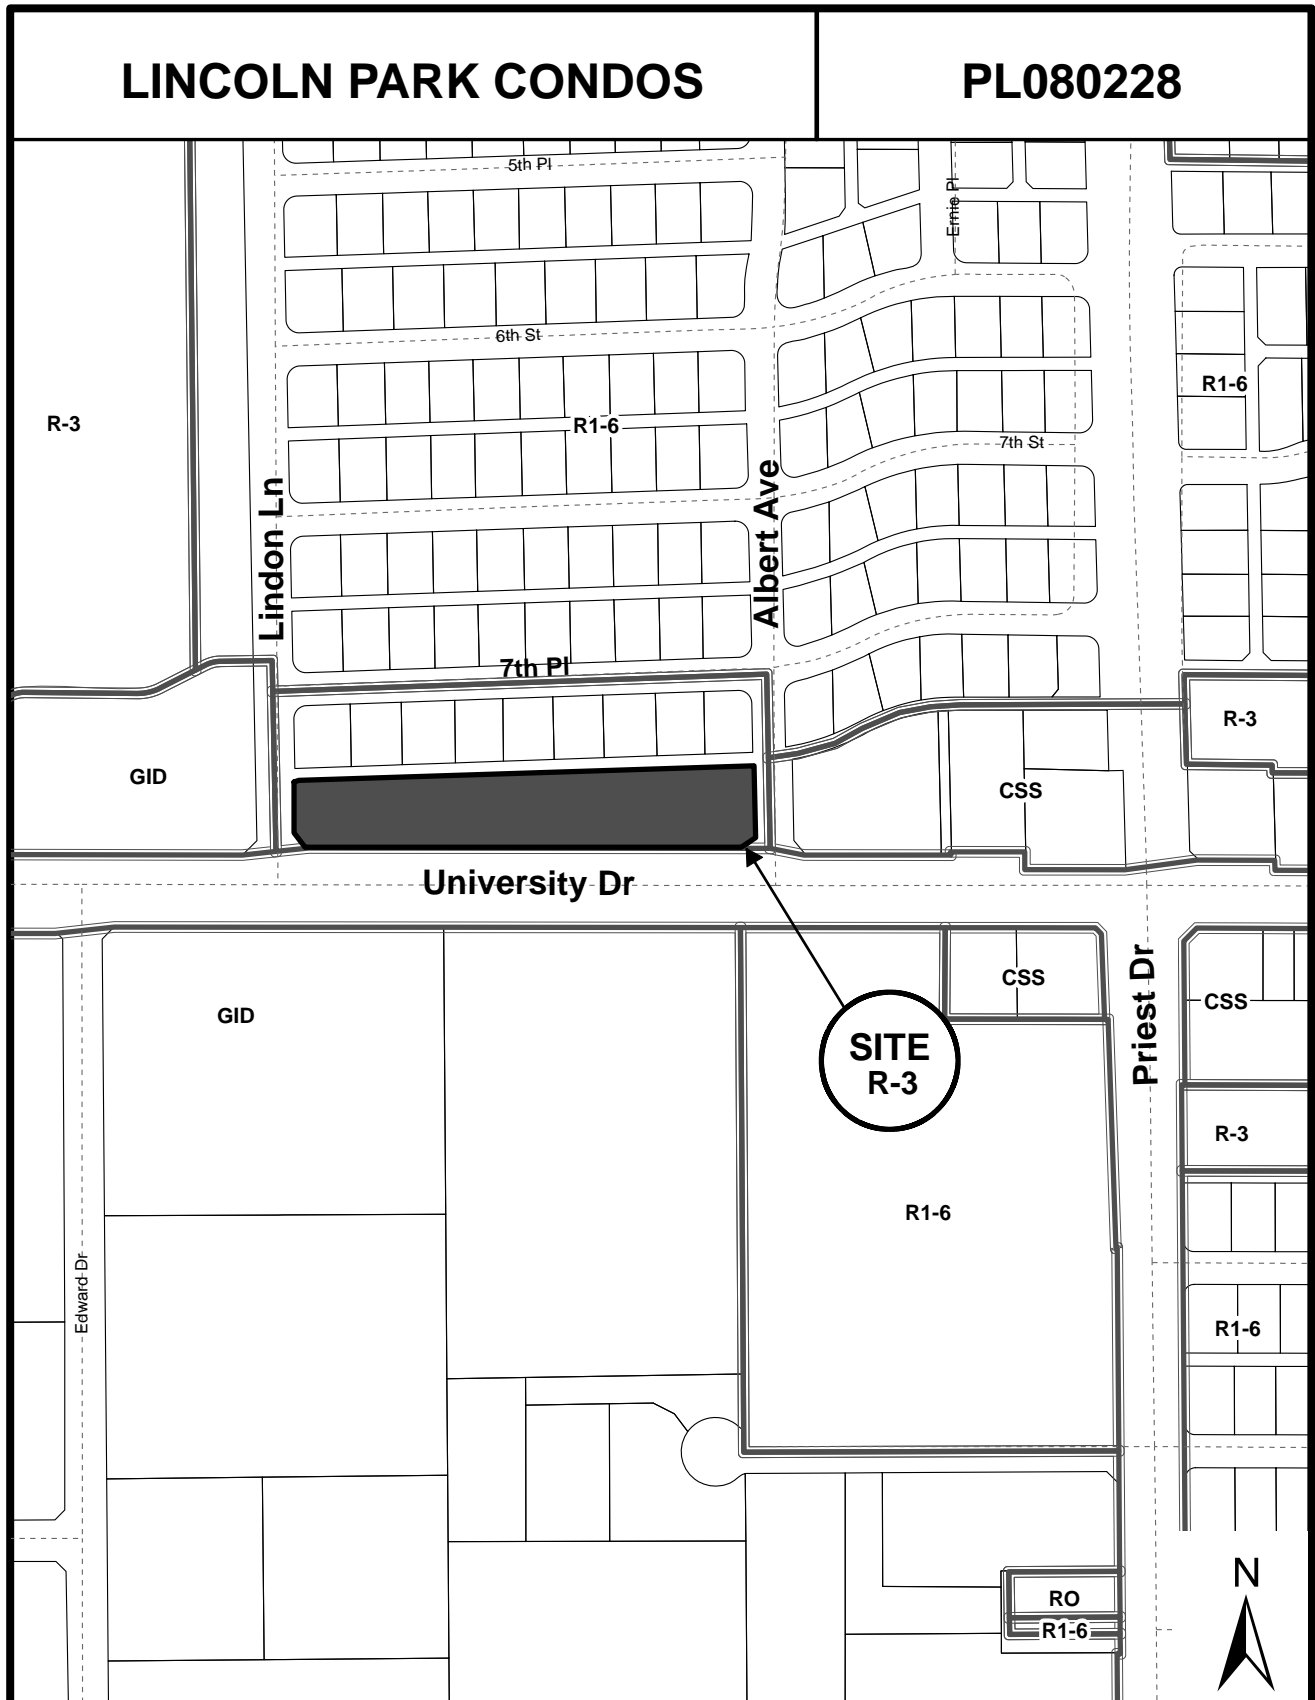 LINCOLN PARK CONDOS
PL080228
5th Pl
Ernie Pl
6th St
R1-6
R-3
R1-6
7th St
Lindon Ln
Albert Ave
7th Pl
R-3
GID
CSS
University Dr
CSS
Priest Dr
CSS
GID
SITE
R-3
R-3
R1-6
Edward Dr
R1-6
N
RO
R1-6